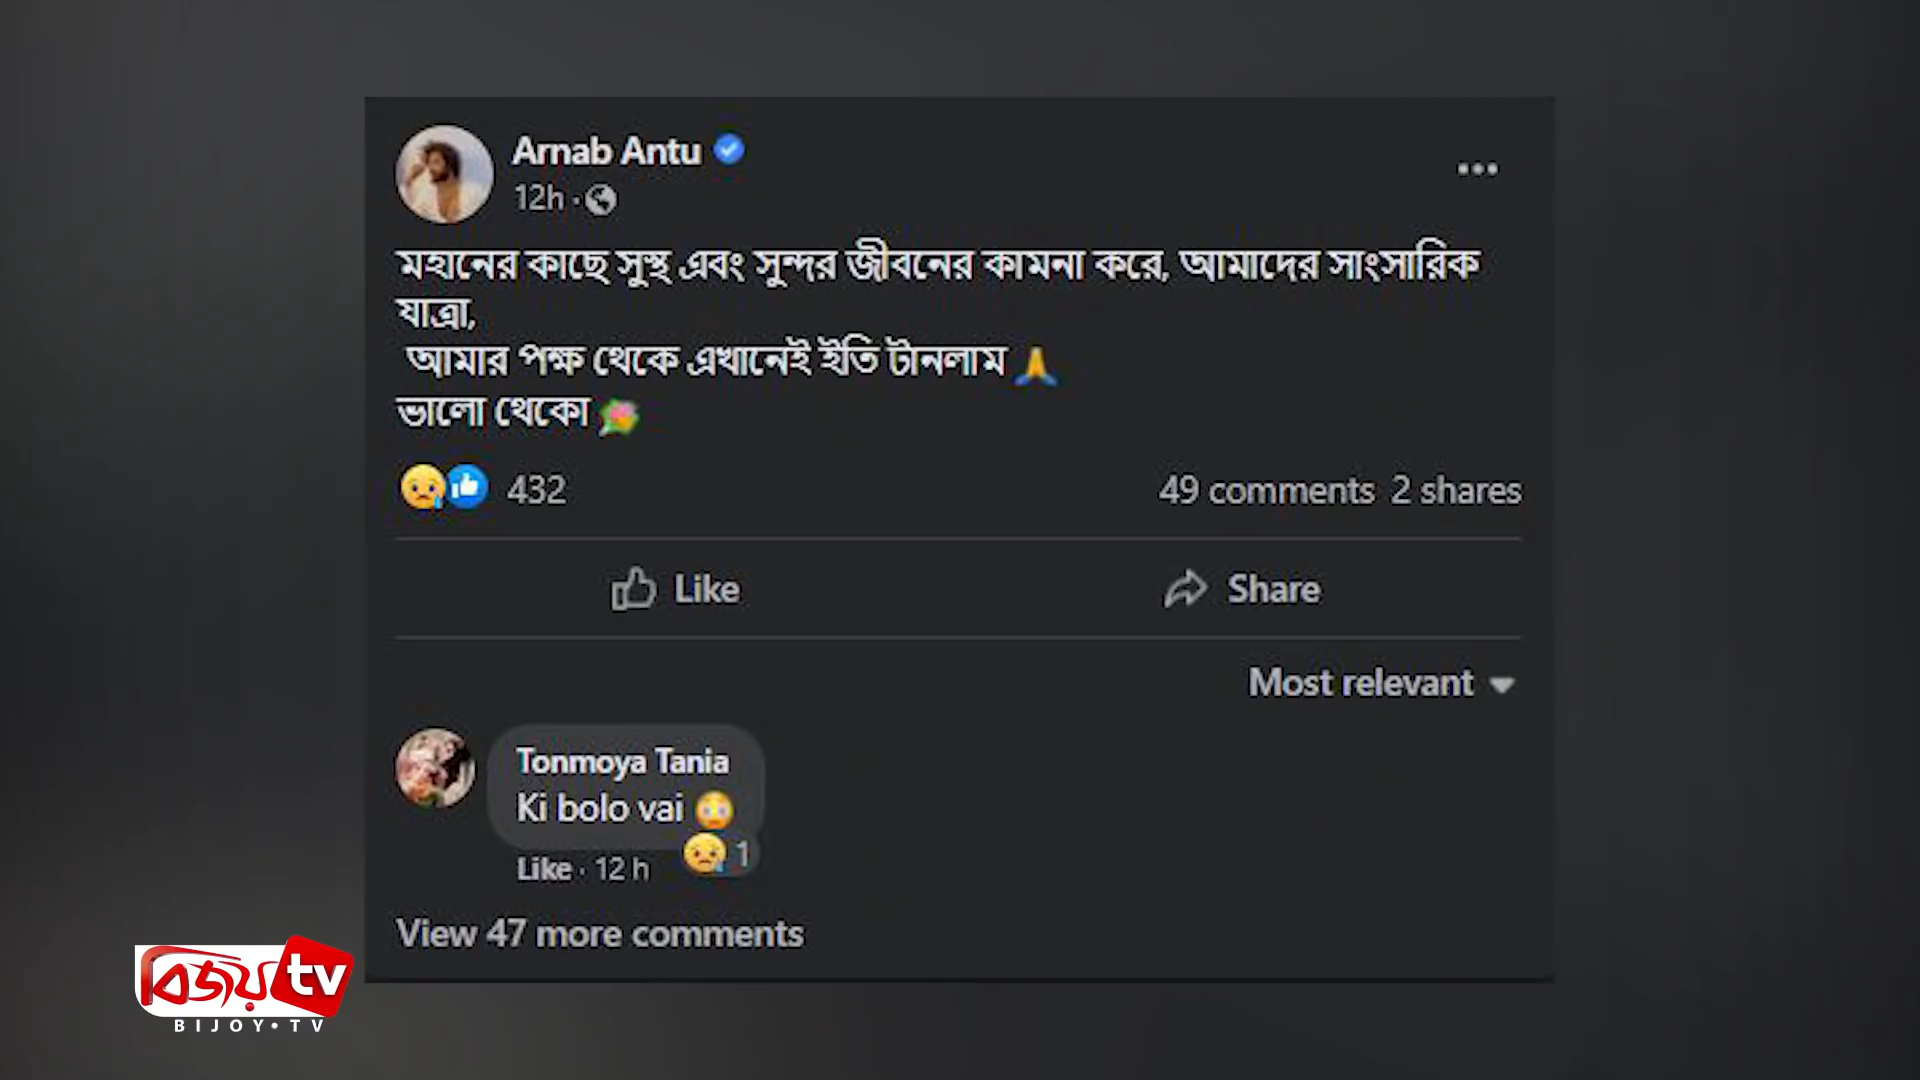 Arnab Antu
12h ·
মহানের কাছে সুস্থ এবং সুন্দর জীবনের কামনা করে, আমাদের সাংসারিক
যাত্রা,
আমার পক্ষ থেকে এখানেই ইতি টানলাম 🙏
ভালো থেকো 💐
432
49 comments 2 shares
Like
Share
Most relevant
Tonmoya Tania
Ki bolo vai 😳
Like · 12 h
1
View 47 more comments
বিজয় tv
BIJOY•TV